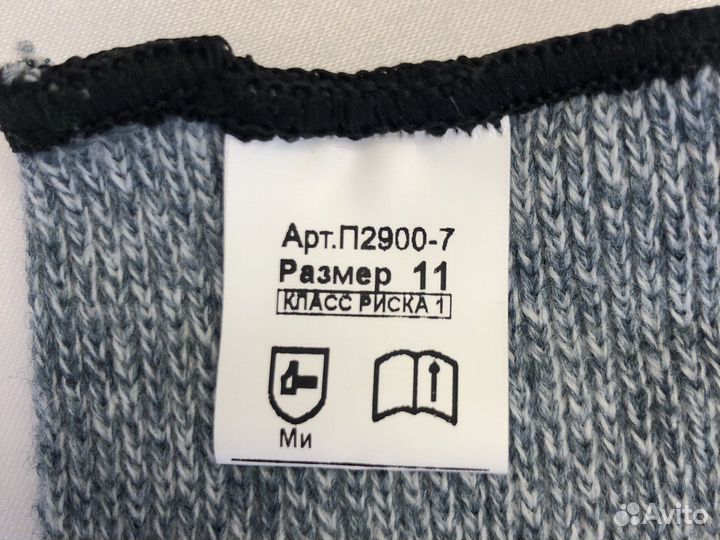 Арт.П2900-7
Размер 11
КЛАСС РИСКА 1
Ми
Avito